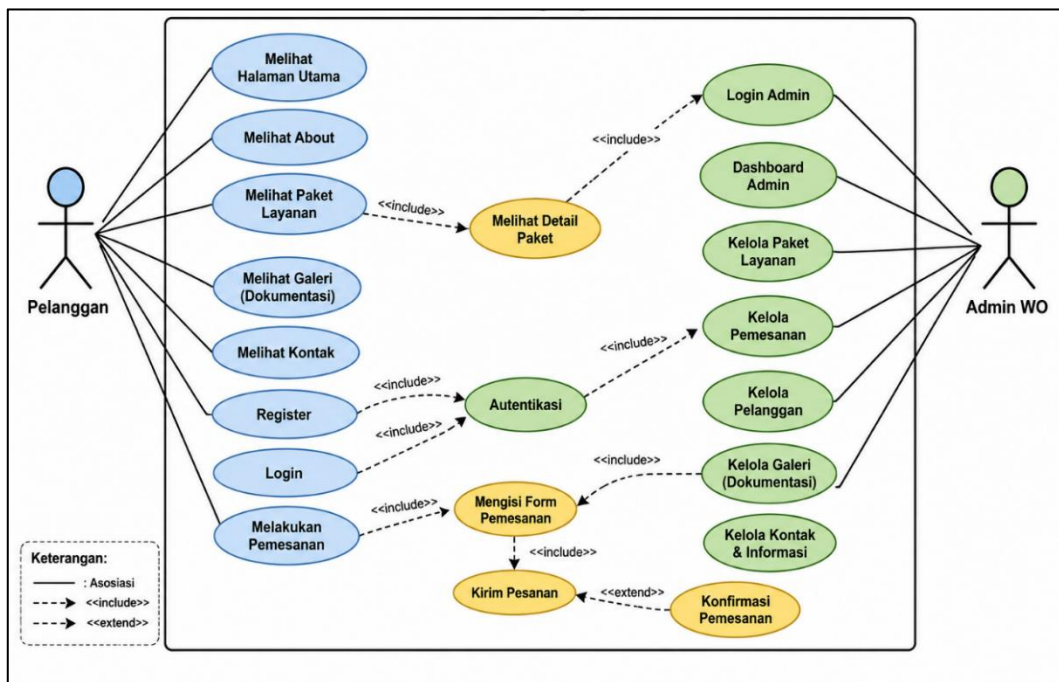 Melihat
Halaman Utama
Melihat About
Melihat Paket
Layanan
Melihat Galeri
(Dokumentasi)
Melihat Kontak
Register
Login
Melakukan
Pemesanan
Pelanggan
<<include>>
Melihat Detail
Paket
<<include>>
<<include>>
Autentikasi
<<include>>
<<include>>
<<include>>
Mengisi Form
Pemesanan
<<include>>
<<include>>
Kirim Pesanan
<<extend>>
Konfirmasi
Pemesanan
Login Admin
Dashboard
Admin
Kelola Paket
Layanan
Kelola
Pemesanan
Kelola
Pelanggan
Kelola Galeri
(Dokumentasi)
Kelola Kontak
& Informasi
Admin WO
Keterangan:
: Asosiasi
<<include>>
<<extend>>